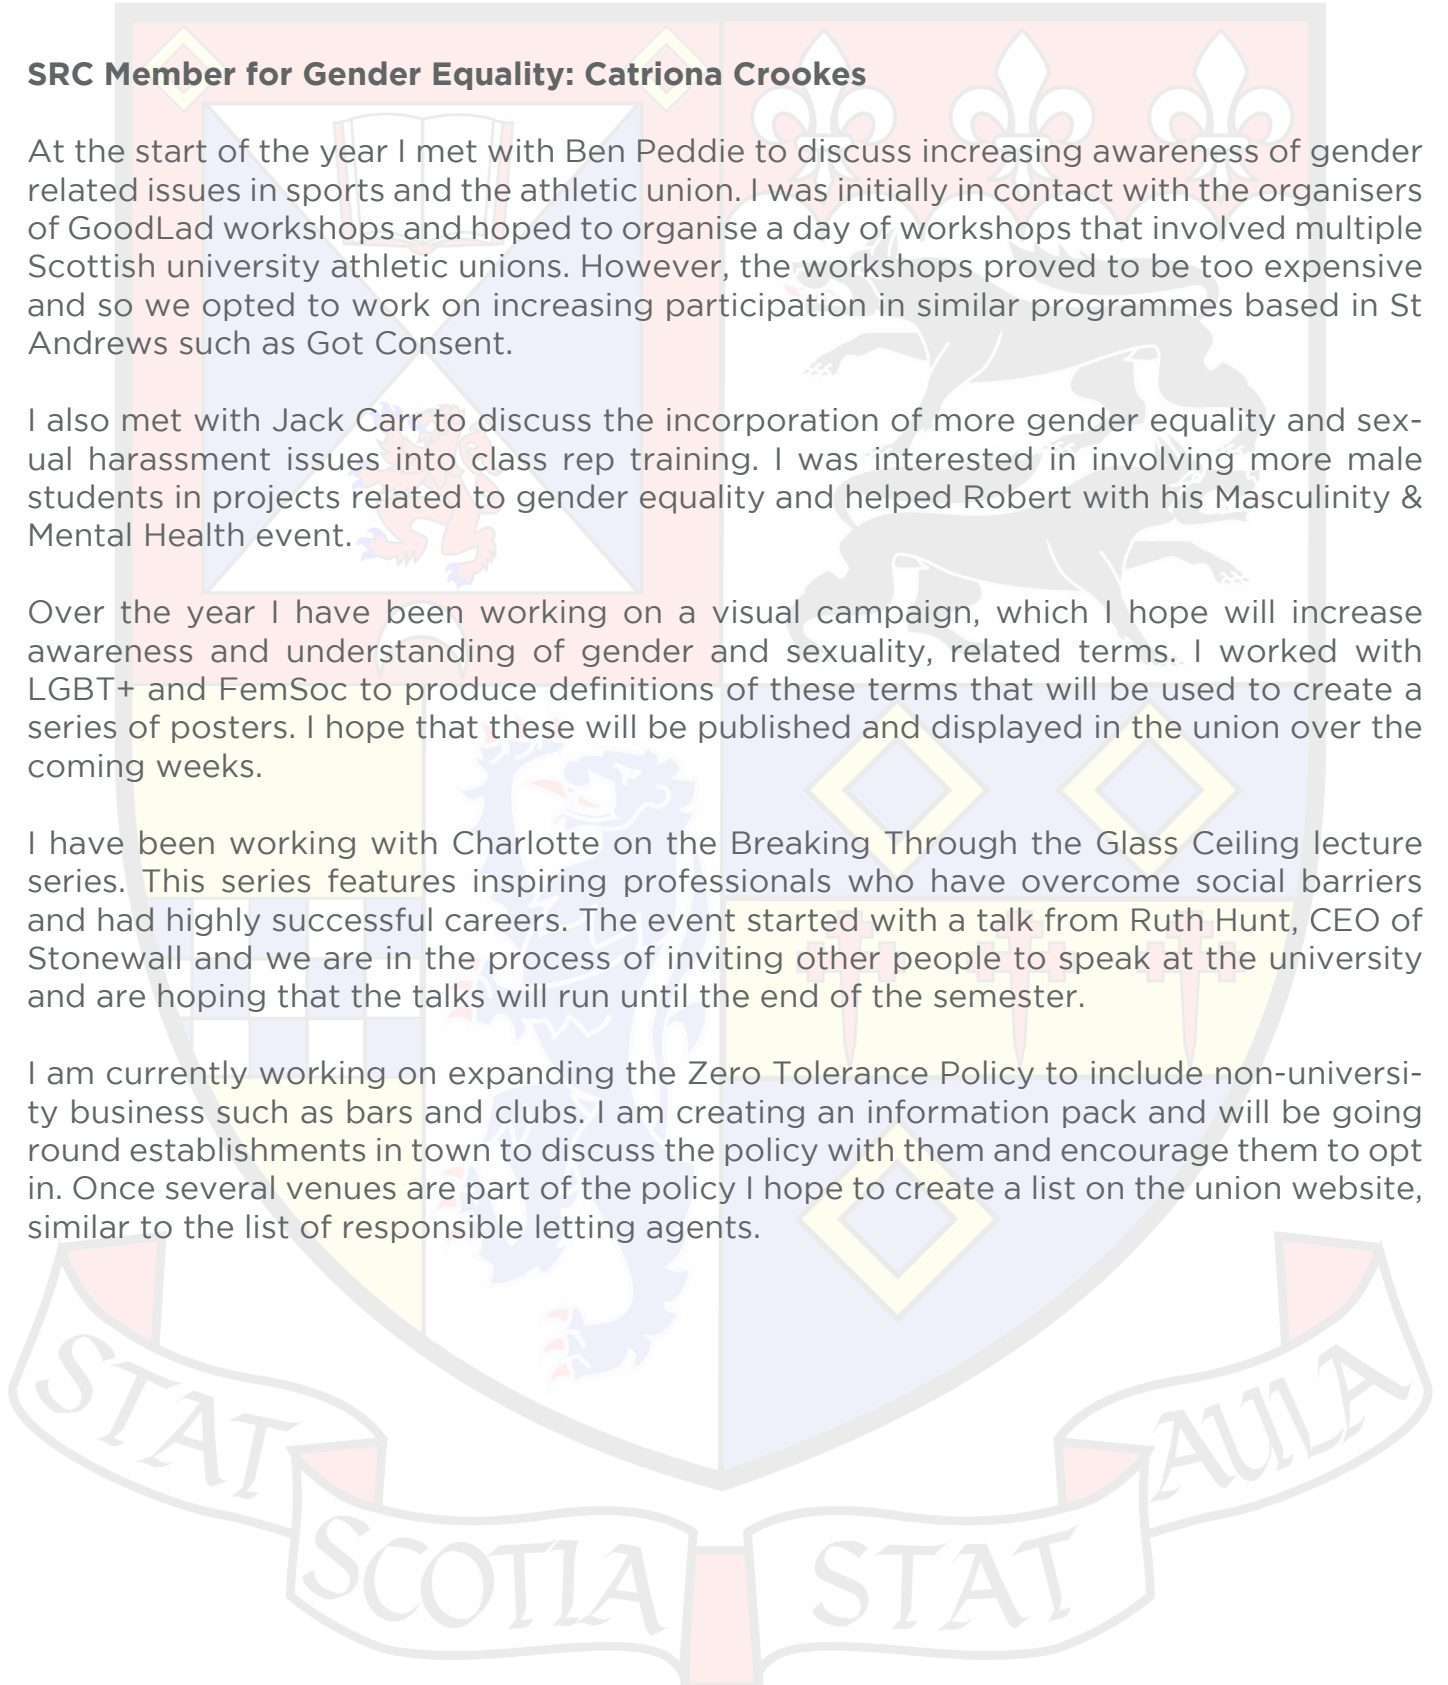 SRC Member for Gender Equality: Catriona Crookes
At the start of the year I met with Ben Peddie to discuss increasing awareness of gender
related issues in sports and the athletic union. I was initially in contact with the organisers
of GoodLad workshops and hoped to organise a day of workshops that involved multiple
Scottish university athletic unions. However, the workshops proved to be too expensive
and so we opted to work on increasing participation in similar programmes based in St
Andrews such as Got Consent.
I also met with Jack Carr to discuss the incorporation of more gender equality and sex-
ual harassment issues into class rep training. I was interested in involving more male
students in projects related to gender equality and helped Robert with his Masculinity &
Mental Health event.
Over the year I have been working on a visual campaign, which I hope will increase
awareness and understanding of gender and sexuality, related terms. I worked with
LGBT+ and FemSoc to produce definitions of these terms that will be used to create a
series of posters. I hope that these will be published and displayed in the union over the
coming weeks.
I have been working with Charlotte on the Breaking Through the Glass Ceiling lecture
series. This series features inspiring professionals who have overcome social barriers
and had highly successful careers. The event started with a talk from Ruth Hunt, CEO of
Stonewall and we are in the process of inviting other people to speak at the university
and are hoping that the talks will run until the end of the semester.
I am currently working on expanding the Zero Tolerance Policy to include non-universi-
ty business such as bars and clubs. I am creating an information pack and will be going
round establishments in town to discuss the policy with them and encourage them to opt
in. Once several venues are part of the policy I hope to create a list on the union website,
similar to the list of responsible letting agents.
STAT
SCOTIA
STAT
AULA